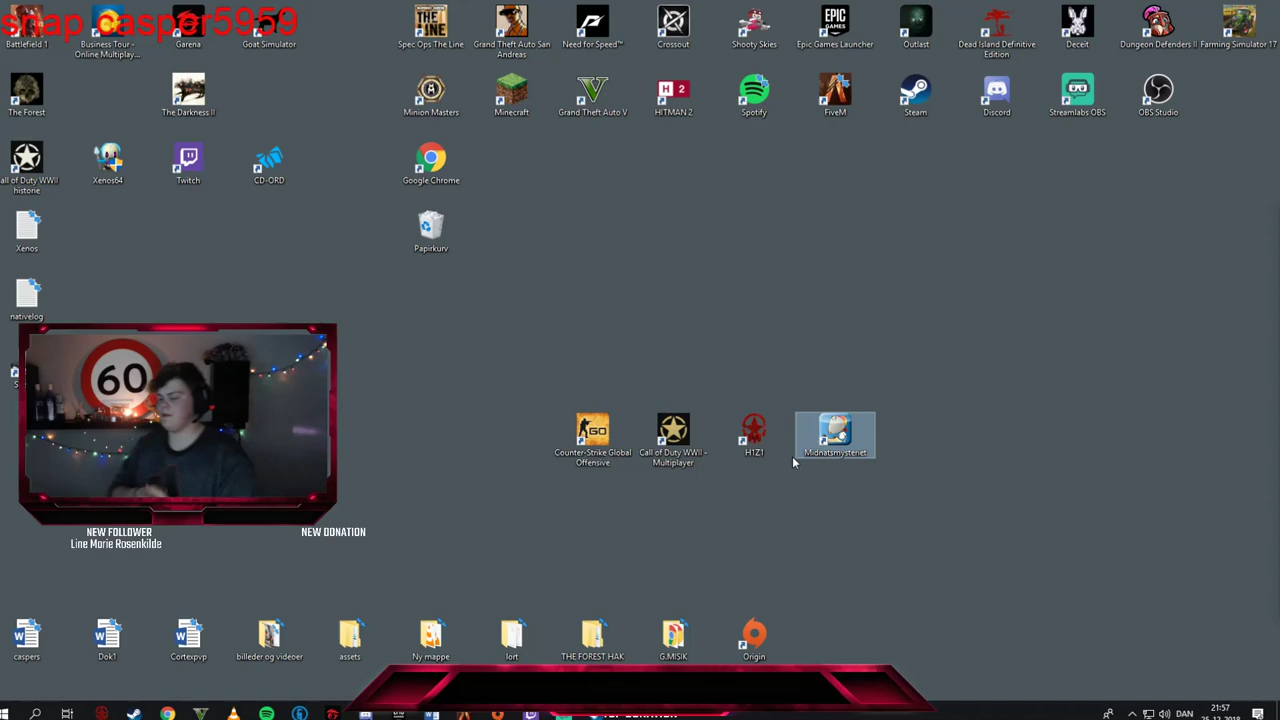 snap casper5959
Battlefield 1
Business Tour -
Online Multiplay...
Garena
Goat Simulator
Spec Ops The Line
Grand Theft Auto San
Andreas
Need for Speed™
Crossout
Shooty Skies
Epic Games Launcher
Outlast
Dead Island Definitive
Edition
Deceit
Dungeon Defenders II
Farming Simulator 17
The Forest
The Darkness II
Minion Masters
Minecraft
Grand Theft Auto V
HITMAN 2
Spotify
FiveM
Steam
Discord
Streamlabs OBS
OBS Studio
all of Duty WWII
historie
Xenos64
Twitch
CD-ORD
Google Chrome
Xenos
Papirkurv
nativelog
60
Counter-Strike Global
Offensive
Call of Duty WWII -
Multiplayer
H1Z1
Midnatsmysteriet
NEW FOLLOWER
Line Marie Rosenkilde
NEW DONATION
caspers
Dok1
Cortexpvp
billeder og videoer
assets
Ny mappe
lort
THE FOREST HAK
G.MISIK
Origin
DAN
21:57
25-12-2018